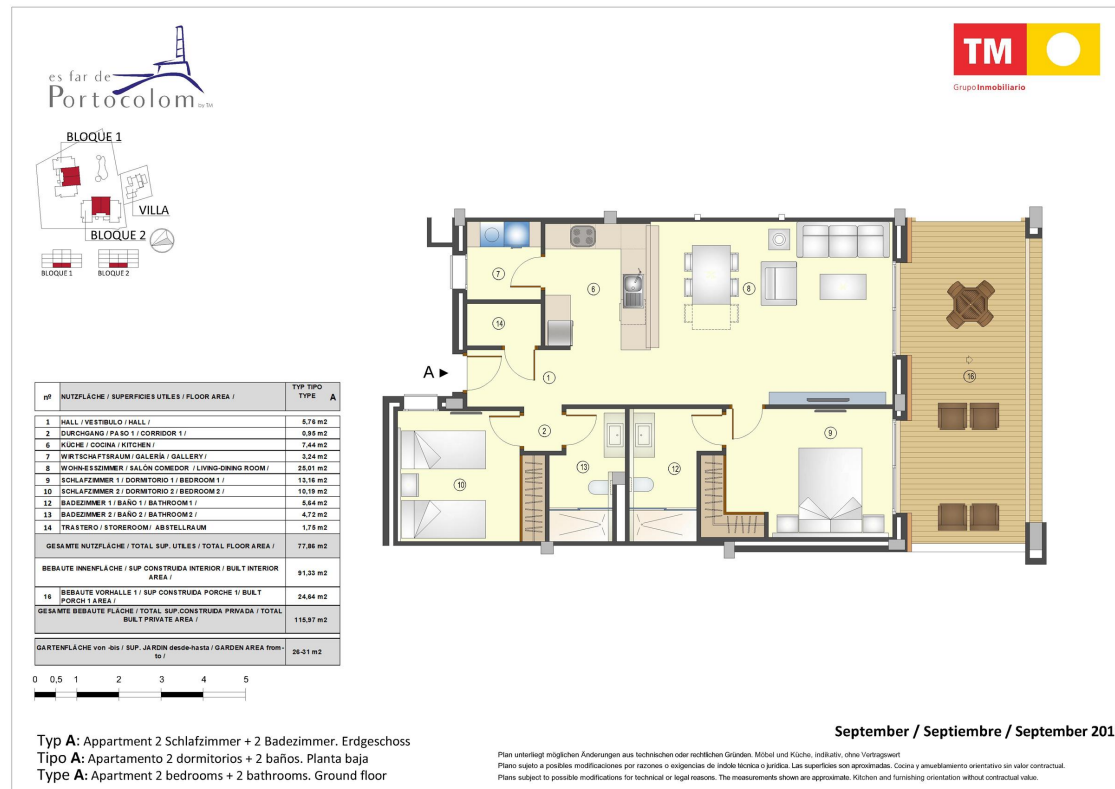 es far de
Portocolom by TM
TM
Grupo Inmobiliario
BLOQUE 1
VILLA
BLOQUE 2
BLOQUE 1
BLOQUE 2
A ►
7
6
8
14
1
2
16
9
10
13
12
nº NUTZFLÄCHE / SUPERFICIES UTILES / FLOOR AREA / TYP TIPO TYPE A
1 HALL / VESTIBULO / HALL / 5,76 m2
2 DURCHGANG / PASO 1 / CORRIDOR 1 / 0,95 m2
6 KÜCHE / COCINA / KITCHEN / 7,44 m2
7 WIRTSCHAFTSRAUM / GALERÍA / GALLERY / 3,24 m2
8 WOHN-ESSZIMMER / SALÓN COMEDOR / LIVING-DINING ROOM / 25,01 m2
9 SCHLAFZIMMER 1 / DORMITORIO 1 / BEDROOM 1 / 13,16 m2
10 SCHLAFZIMMER 2 / DORMITORIO 2 / BEDROOM 2 / 10,19 m2
12 BADEZIMMER 1 / BAÑO 1 / BATHROOM 1 / 5,64 m2
13 BADEZIMMER 2 / BAÑO 2 / BATHROOM 2 / 4,72 m2
14 TRASTERO / STOREROOM / ABSTELLRAUM 1,75 m2
GESAMTE NUTZFLÄCHE / TOTAL SUP. UTILES / TOTAL FLOOR AREA / 77,86 m2
BEBAUTE INNENFLÄCHE / SUP CONSTRUIDA INTERIOR / BUILT INTERIOR
AREA / 91,33 m2
16 BEBAUTE VORHALLE 1 / SUP CONSTRUIDA PORCHE 1/ BUILT
PORCH 1 AREA / 24,64 m2
GESAMTE BEBAUTE FLÄCHE / TOTAL SUP.CONSTRUIDA PRIVADA / TOTAL
BUILT PRIVATE AREA / 115,97 m2
GARTENFLÄCHE von -bis / SUP. JARDIN desde-hasta / GARDEN AREA from-
to / 26-31 m2
0 0,5 1 2 3 4 5
Typ A: Appartment 2 Schlafzimmer + 2 Badezimmer. Erdgeschoss
Tipo A: Apartamento 2 dormitorios + 2 baños. Planta baja
Type A: Apartment 2 bedrooms + 2 bathrooms. Ground floor
September / Septiembre / September 201
Plan unterliegt möglichen Änderungen aus technischen oder rechtlichen Gründen. Möbel und Küche, indikativ, ohne Vertragswert
Plano sujeto a posibles modificaciones por razones o exigencias de indole técnica o jurídica. Las superficies son aproximadas. Cocina y amueblamiento orientativo sin valor contractual.
Plans subject to possible modifications for technical or legal reasons. The measurements shown are approximate. Kitchen and furnishing orientation without contractual value.